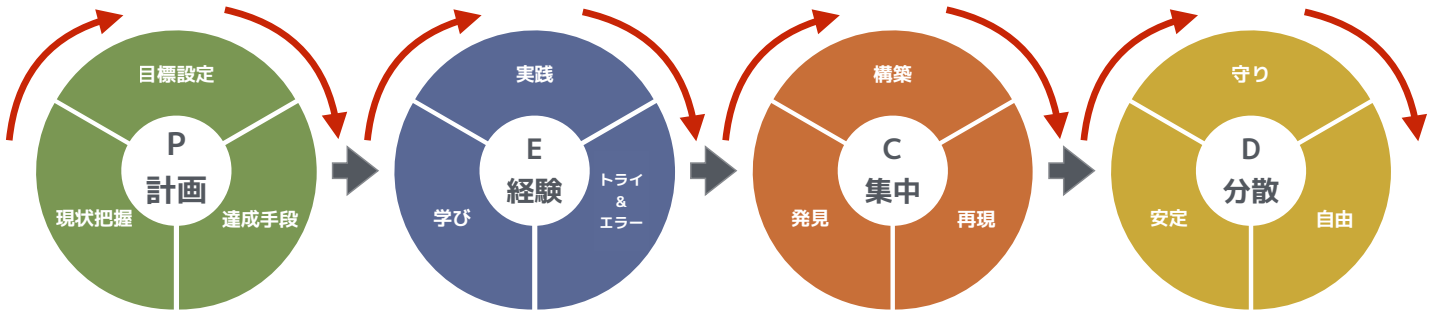 目標設定
P
計画
現状把握
達成手段
実践
E
経験
学び
トライ
&
エラー
構築
C
集中
発見
再現
守り
D
分散
安定
自由